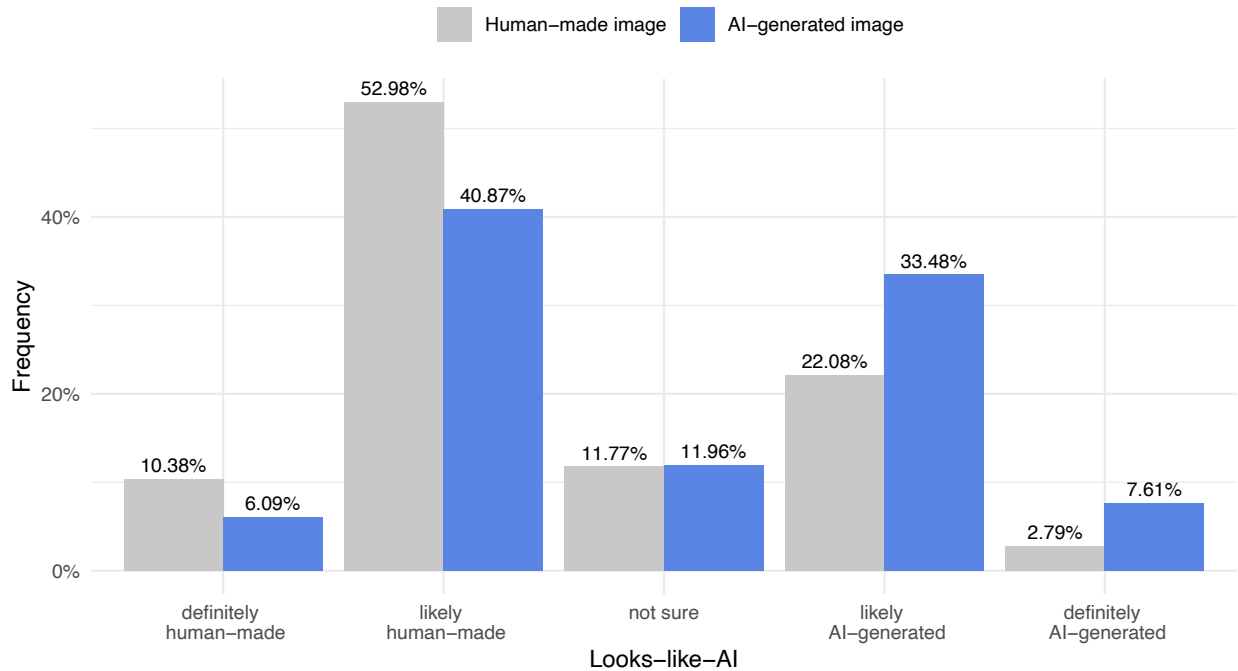 Human−made image
AI−generated image
52.98%
40.87%
40%
33.48%
22.08%
20%
10.38%
6.09%
11.77%
11.96%
7.61%
2.79%
0%
Frequency
definitely
human−made
likely
human−made
not sure
likely
AI−generated
definitely
AI−generated
Looks−like−AI